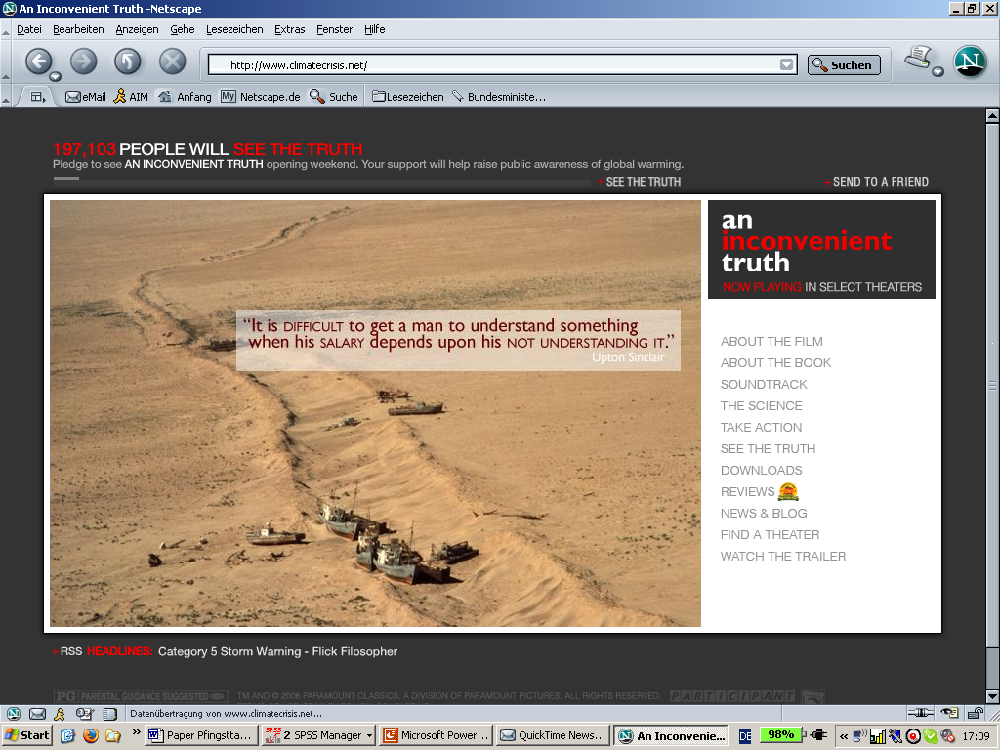 An Inconvenient Truth -Netscape
Datei Bearbeiten Anzeigen Gehe Lesezeichen Extras Fenster Hilfe
http://www.climatecrisis.net/
Suchen
N
eMail AIM Anfang My Netscape.de Suche Lesezeichen Bundesministe...
197,103 PEOPLE WILL SEE THE TRUTH
Pledge to see AN INCONVENIENT TRUTH opening weekend. Your support will help raise public awareness of global warming.
+SEE THE TRUTH
+SEND TO A FRIEND
an
inconvenient
truth
NOW PLAYING IN SELECT THEATERS
“It is DIFFICULT to get a man to understand something
when his SALARY depends upon his NOT UNDERSTANDING IT.”
Upton Sinclair
ABOUT THE FILM
ABOUT THE BOOK
SOUNDTRACK
THE SCIENCE
TAKE ACTION
SEE THE TRUTH
DOWNLOADS
REVIEWS
NEWS & BLOG
FIND A THEATER
WATCH THE TRAILER
+RSS HEADLINES: Category 5 Storm Warning - Flick Filosopher
PG PARENTAL GUIDANCE SUGGESTED
TM AND © 2006 PARAMOUNT CLASSICS, A DIVISION OF PARAMOUNT PICTURES, ALL RIGHTS RESERVED.
PARTICIPANT
Datenübertragung von www.climatecrisis.net...
Start » Paper Pfingstta... SPSS 2 SPSS Manager Microsoft Power... QuickTime News... An Inconvenie... DE 98% « 17:09